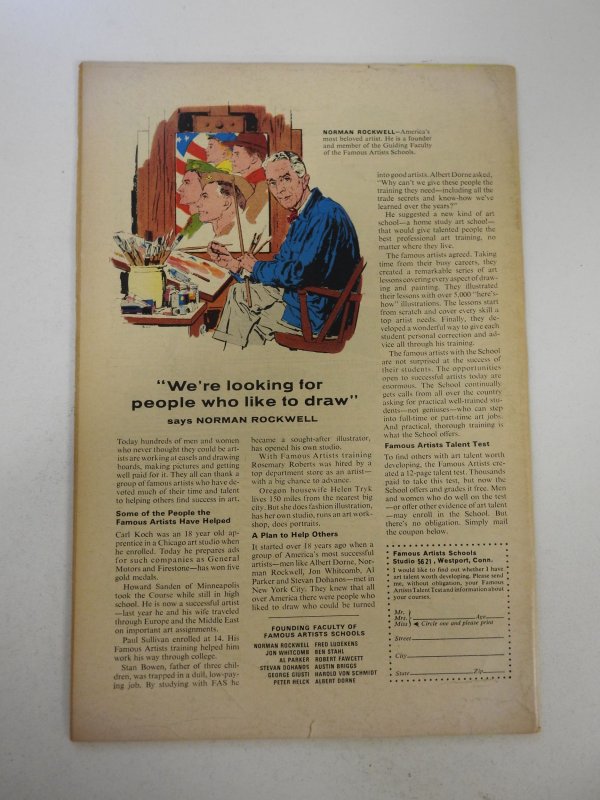 NORMAN ROCKWELL—America's
most beloved artist. He is a founder
and member of the Guiding Faculty
of the Famous Artists Schools.
"We're looking for
people who like to draw"
says NORMAN ROCKWELL
Today hundreds of men and women
who never thought they could be art-
ists are working at easels and drawing
boards, making pictures and getting
well paid for it. They all can thank a
group of famous artists who have de-
voted much of their time and talent
to helping others find success in art.
Some of the People the
Famous Artists Have Helped
Carl Koch was an 18 year old ap-
prentice in a Chicago art studio when
he enrolled. Today he prepares ads
for such companies as General
Motors and Firestone—has won five
gold medals.
Howard Sanden of Minneapolis
took the Course while still in high
school. He is now a successful artist
—last year he and his wife traveled
through Europe and the Middle East
on important art assignments.
Paul Sullivan enrolled at 14. His
Famous Artists training helped him
work his way through college.
Stan Bowen, father of three chil-
dren, was trapped in a dull, low-pay-
ing job. By studying with FAS he
became a sought-after illustrator,
has opened his own studio.
With Famous Artists training
Rosemary Roberts was hired by a
top department store as an artist—
with a big chance to advance.
Oregon housewife Helen Tryk
lives 150 miles from the nearest big
city. But she does fashion illustration,
has her own studio, runs an art work-
shop, does portraits.
A Plan to Help Others
It started over 18 years ago when a
group of America's most successful
artists—men like Albert Dorne, Nor-
man Rockwell, Jon Whitcomb, Al
Parker and Stevan Dohanos—met in
New York City. They knew that all
over America there were people who
liked to draw who could be turned
FOUNDING FACULTY OF
FAMOUS ARTISTS SCHOOLS
NORMAN ROCKWELL FRED LUDEKENS
JON WHITCOMB BEN STAHL
AL PARKER ROBERT FAWCETT
STEVAN DOHANOS AUSTIN BRIGGS
GEORGE GIUSTI HAROLD VON SCHMIDT
PETER HELCK ALBERT DORNE
into good artists. Albert Dorne asked,
"Why can't we give these people the
training they need—including all the
trade secrets and know-how we've
learned over the years?"
He suggested a new kind of art
school—a home study art school—
that would give talented people the
best professional art training, no
matter where they live.
The famous artists agreed. Taking
time from their busy careers, they
created a remarkable series of art
lessons covering every aspect of draw-
ing and painting. They illustrated
their lessons with over 5,000 "here's-
how" illustrations. The lessons start
from scratch and cover every skill a
top artist needs. Finally, they de-
veloped a wonderful way to give each
student personal correction and ad-
vice all through his training.
The famous artists with the School
are not surprised at the success of
their students. The opportunities
open to successful artists today are
enormous. The School continually
gets calls from all over the country
asking for practical well-trained stu-
dents—not geniuses—who can step
into full-time or part-time art jobs.
And practical, thorough training is
what the School offers.
Famous Artists Talent Test
To find others with art talent worth
developing, the Famous Artists cre-
ated a 12-page talent test. Thousands
paid to take this test, but now the
School offers and grades it free. Men
and women who do well on the test
—or offer other evidence of art talent
—may enroll in the School. But
there's no obligation. Simply mail
the coupon below.
Famous Artists Schools
Studio 5621, Westport, Conn.
I would like to find out whether I have
art talent worth developing. Please send
me, without obligation, your Famous
Artists Talent Test and information about
your courses.
Mr.
Mrs. Age
Miss Circle one and please print
Street
City
State Zip